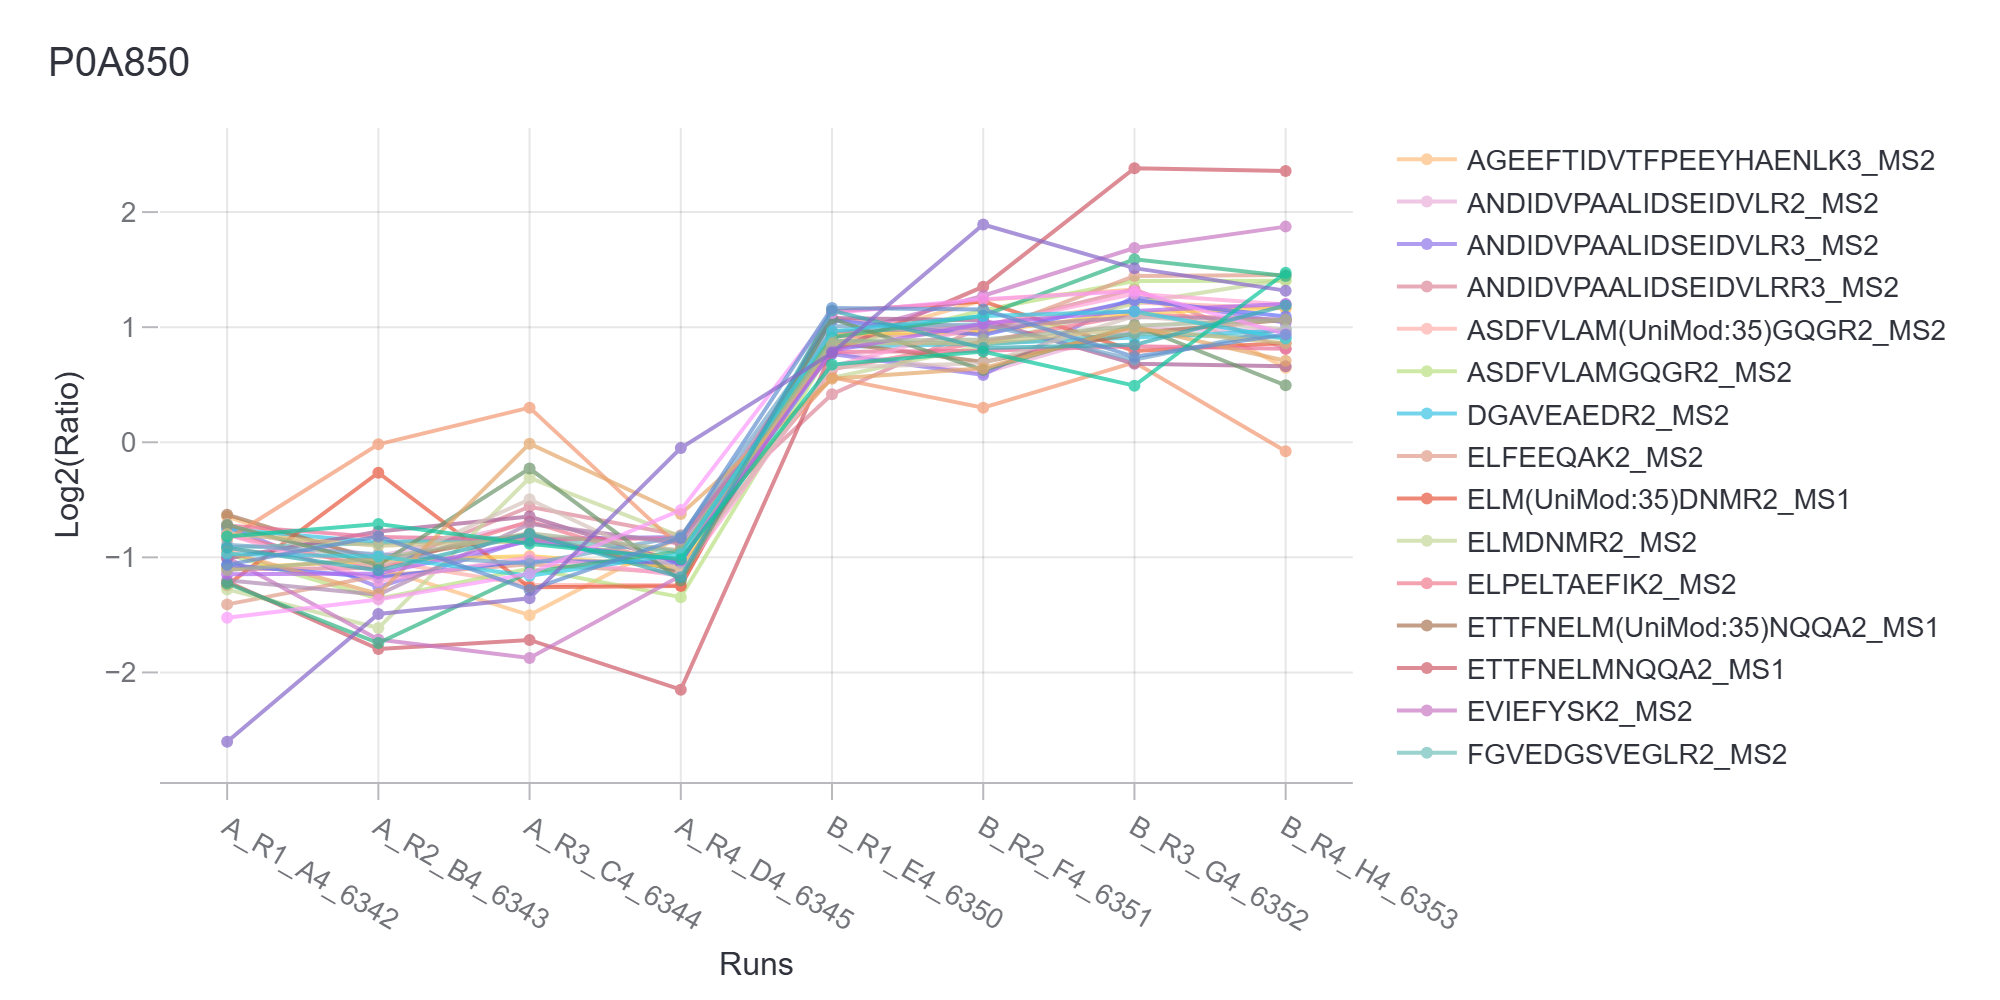 P0A850
Log2(Ratio)
2
1
0
−1
−2
A_R1_A4_6342
A_R2_B4_6343
A_R3_C4_6344
A_R4_D4_6345
B_R1_E4_6350
B_R2_F4_6351
B_R3_G4_6352
B_R4_H4_6353
Runs
AGEEFTIDVTFPEEYHAENLK3_MS2
ANDIDVPAALIDSEIDVLR2_MS2
ANDIDVPAALIDSEIDVLR3_MS2
ANDIDVPAALIDSEIDVLRR3_MS2
ASDFVLAM(UniMod:35)GQGR2_MS2
ASDFVLAMGQGR2_MS2
DGAVEAEDR2_MS2
ELFEEQAK2_MS2
ELM(UniMod:35)DNMR2_MS1
ELMDNMR2_MS2
ELPELTAEFIK2_MS2
ETTFNELM(UniMod:35)NQQA2_MS1
ETTFNELMNQQA2_MS1
EVIEFYSK2_MS2
FGVEDGSVEGLR2_MS2